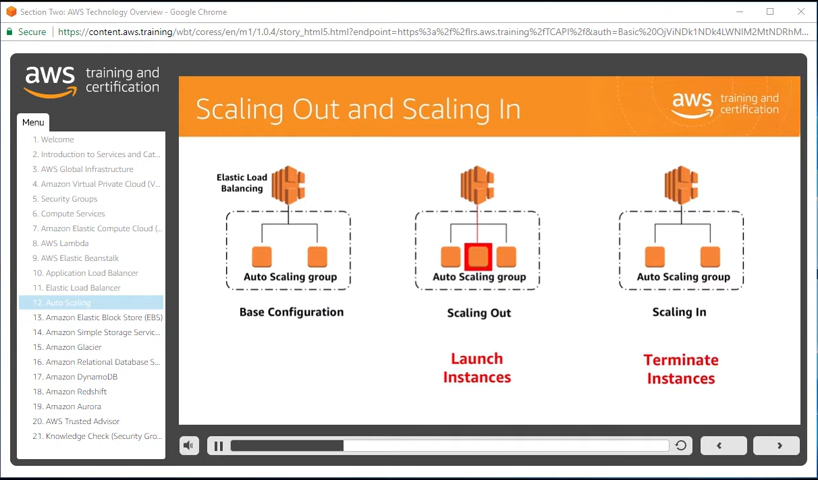 Section Two: AWS Technology Overview - Google Chrome
Secure
https://content.aws.training/wbt/coress/en/m1/1.0.4/story_html5.html?endpoint=https%3a%2f%2flrs.aws.training%2fTCAPI%2f&auth=Basic%20OjViNDk1NDk4LWNlM2MtNDRhM...
aws training and
certification
Menu
1. Welcome
2. Introduction to Services and Cat...
3. AWS Global Infrastructure
4. Amazon Virtual Private Cloud (V...
5. Security Groups
6. Compute Services
7. Amazon Elastic Compute Cloud (...
8. AWS Lambda
9. AWS Elastic Beanstalk
10. Application Load Balancer
11. Elastic Load Balancer
12. Auto Scaling
13. Amazon Elastic Block Store (EBS)
14. Amazon Simple Storage Servic...
15. Amazon Glacier
16. Amazon Relational Database S...
17. Amazon DynamoDB
18. Amazon Redshift
19. Amazon Aurora
20. AWS Trusted Advisor
21. Knowledge Check (Security Gro...
Scaling Out and Scaling In
aws training and
certification
Elastic Load
Balancing
Auto Scaling group
Base Configuration
Auto Scaling group
Scaling Out
Launch
Instances
Auto Scaling group
Scaling In
Terminate
Instances